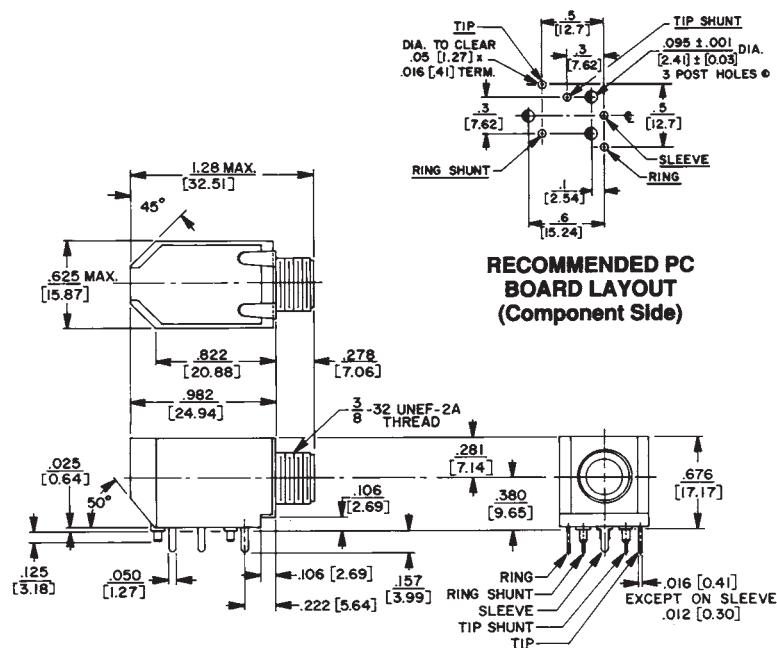 TIP
DIA. TO CLEAR
.05 [1.27] x
.016 [.41] TERM.
.5
[12.7]
.3
[7.62]
TIP SHUNT
.095 ±.001 DIA.
[2.41] ± [0.03]
3 POST HOLES
.3
[7.62]
.5
[12.7]
RING SHUNT
SLEEVE
RING
.1
[2.54]
.6
[15.24]
RECOMMENDED PC
BOARD LAYOUT
(Component Side)
1.28 MAX.
[32.51]
45°
.625 MAX.
[15.87]
.822
[20.88]
.278
[7.06]
.982
[24.94]
3/8 -32 UNEF-2A
THREAD
.025
[0.64]
50°
.281
[7.14]
.106
[2.69]
.380
[9.65]
.676
[17.17]
.125
[3.18]
.050
[1.27]
.106 [2.69]
.222 [5.64]
.157
[3.99]
RING
RING SHUNT
SLEEVE
TIP SHUNT
TIP
.016 [0.41]
EXCEPT ON SLEEVE
.012 [0.30]